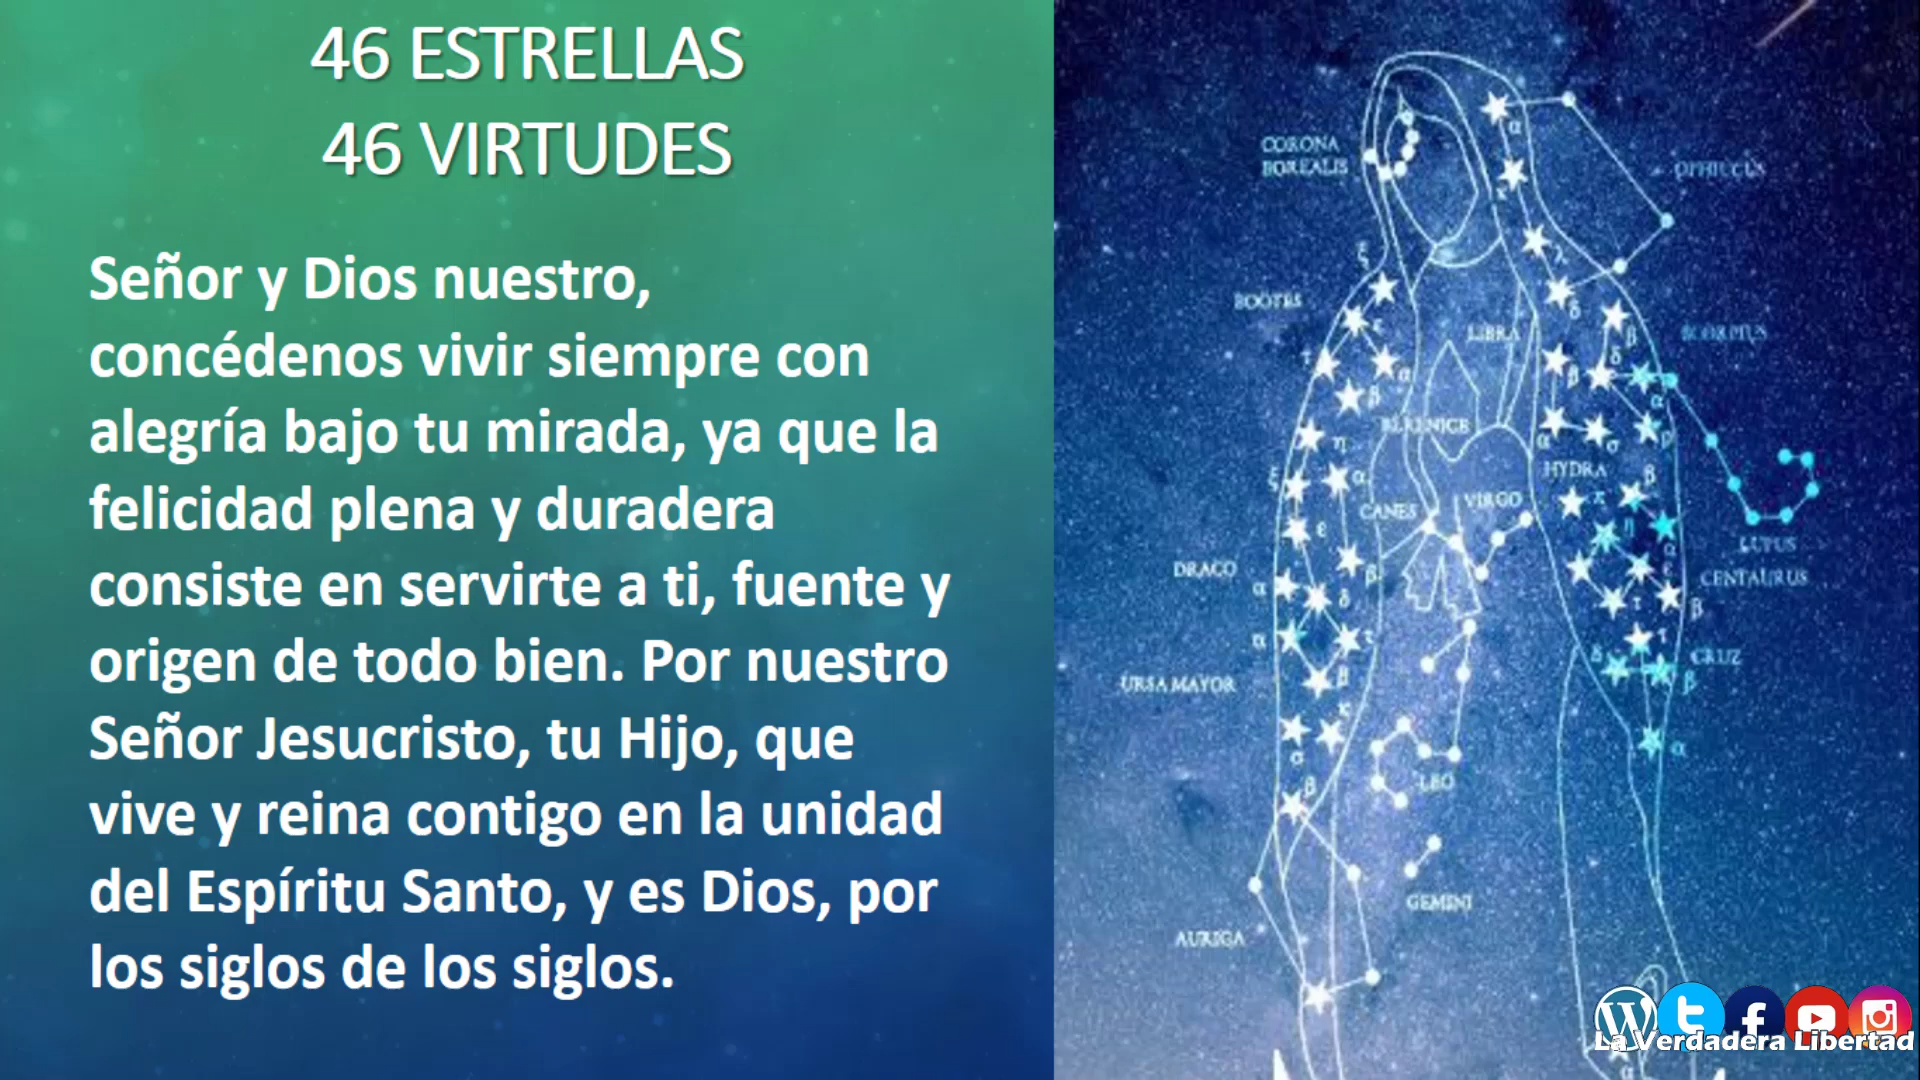 46 ESTRELLAS
46 VIRTUDES
Señor y Dios nuestro,
concédenos vivir siempre con
alegría bajo tu mirada, ya que la
felicidad plena y duradera
consiste en servirte a ti, fuente y
origen de todo bien. Por nuestro
Señor Jesucristo, tu Hijo, que
vive y reina contigo en la unidad
del Espíritu Santo, y es Dios, por
los siglos de los siglos.
CORONA
BOREALIS
BOOTES
LIBRA
BERENICE
HYDRA
CANES
VIRGO
DRACO
LUPUS
CENTAURUS
URSA MAYOR
CRUZ
LEO
GEMINI
AURIGA
La Verdadera Libertad